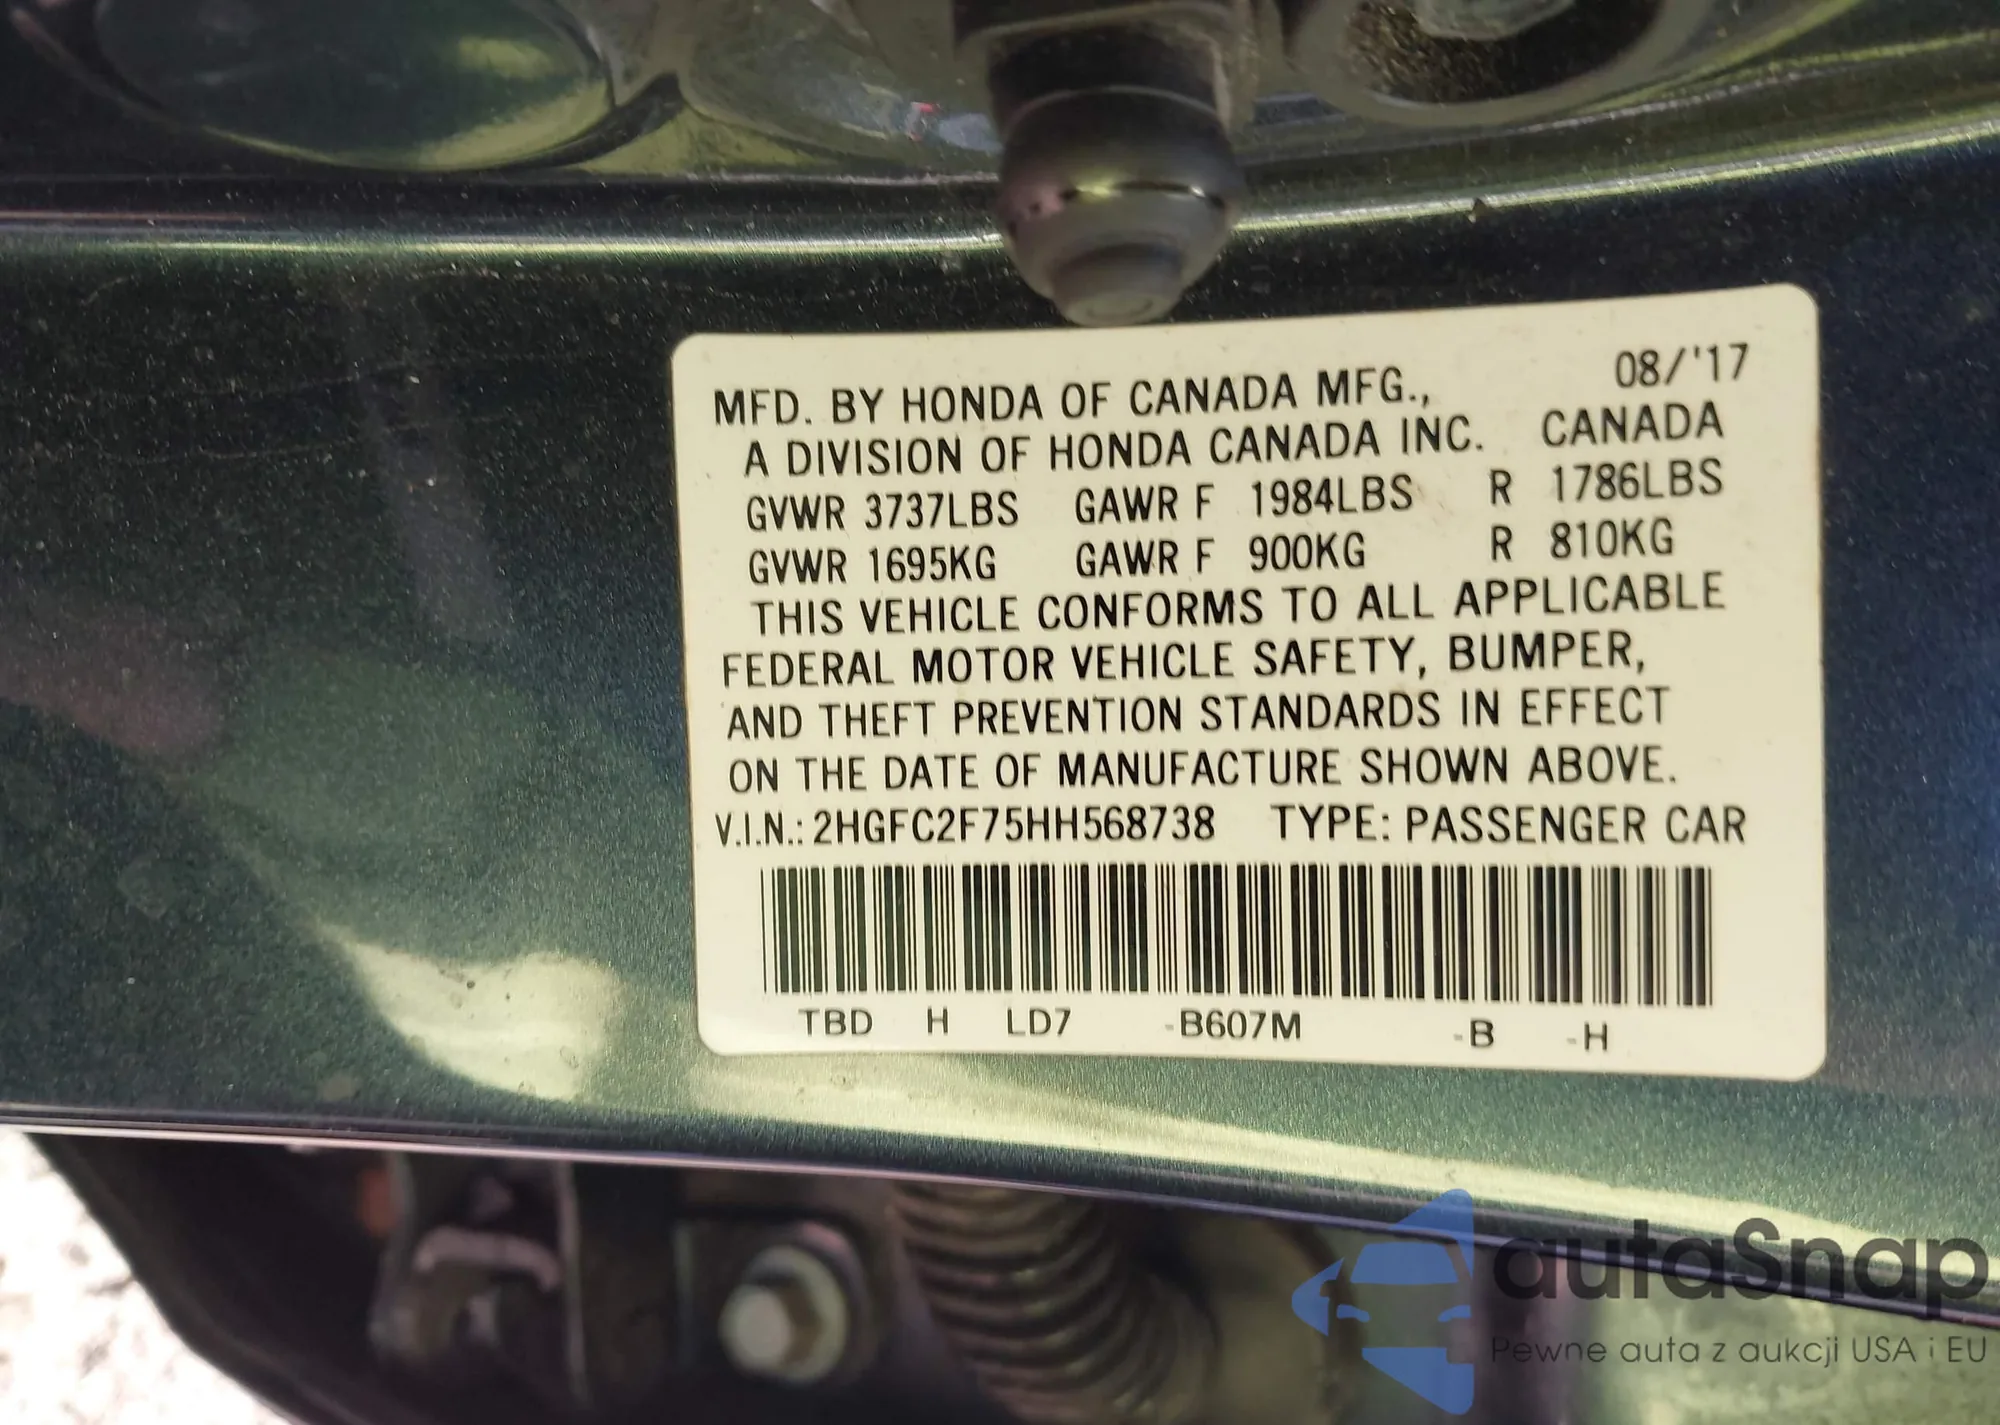 MFD. BY HONDA OF CANADA MFG., 08/'17
A DIVISION OF HONDA CANADA INC. CANADA
GVWR 3737LBS GAWR F 1984LBS R 1786LBS
GVWR 1695KG GAWR F 900KG R 810KG
THIS VEHICLE CONFORMS TO ALL APPLICABLE
FEDERAL MOTOR VEHICLE SAFETY, BUMPER,
AND THEFT PREVENTION STANDARDS IN EFFECT
ON THE DATE OF MANUFACTURE SHOWN ABOVE.
V.I.N.: 2HGFC2F75HH568738 TYPE: PASSENGER CAR
TBD H LD7 -B607M -B -H
autaSnap
Pewne auta z aukcji USA i EU